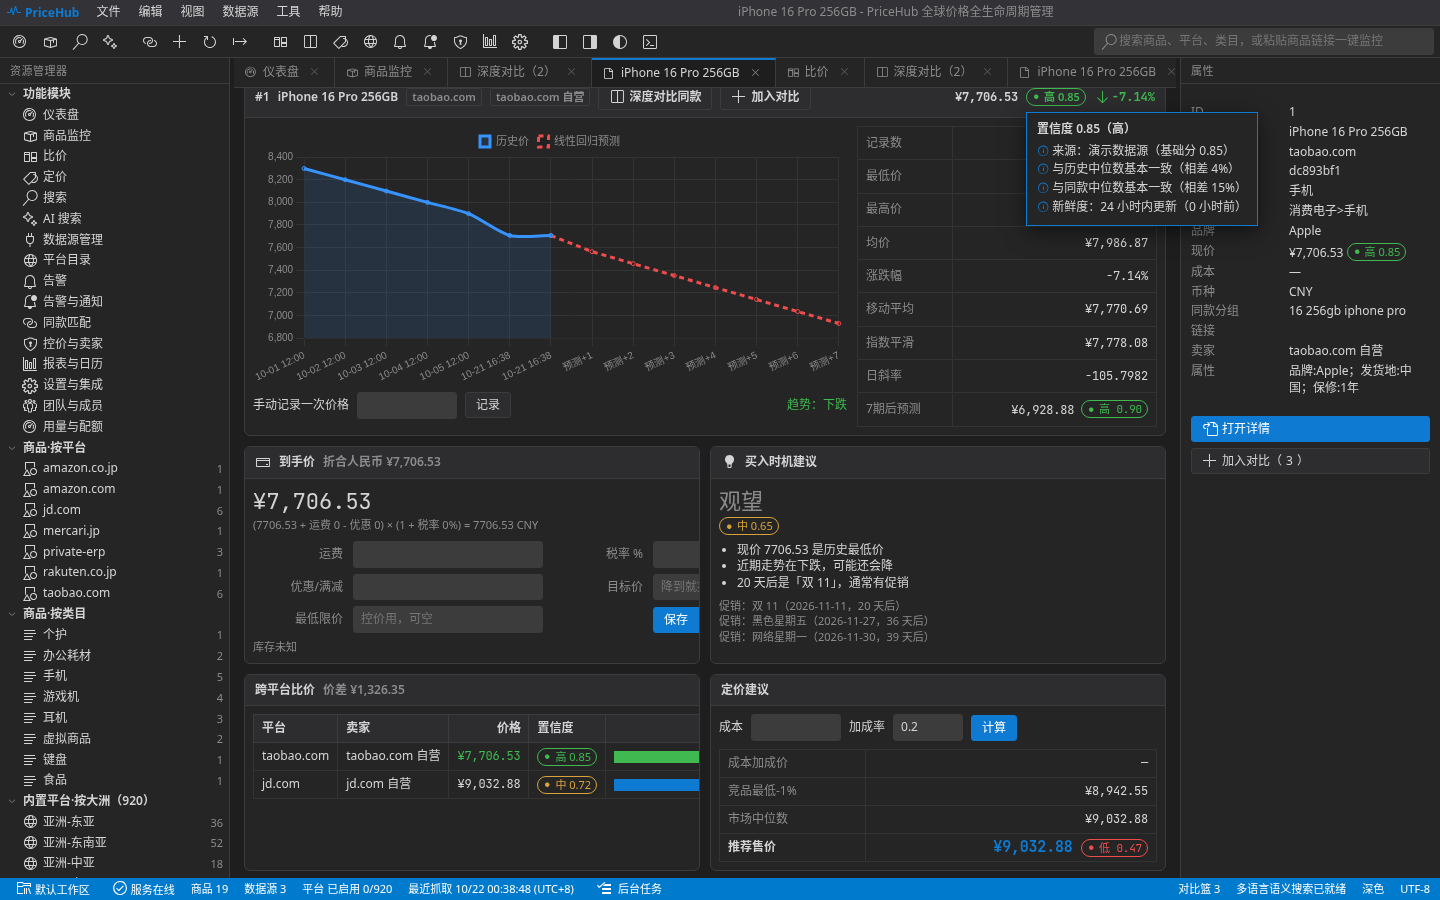 PriceHub 文件 编辑 视图 数据源 工具 帮助 iPhone 16 Pro 256GB - PriceHub 全球价格全生命周期管理
搜索商品、平台、类目，或粘贴商品链接一键监控
资源管理器
功能模块
仪表盘
商品监控
比价
定价
搜索
AI 搜索
数据源管理
平台目录
告警
告警与通知
同款匹配
控价与卖家
报表与日历
设置与集成
团队与成员
用量与配额
商品·按平台
amazon.co.jp 1
amazon.com 1
jd.com 6
mercari.jp 1
private-erp 3
rakuten.co.jp 1
taobao.com 6
商品·按类目
个护 1
办公耗材 2
手机 5
游戏机 4
耳机 3
虚拟商品 2
键盘 1
食品 1
内置平台·按大洲（920）
亚洲-东亚 36
亚洲-东南亚 52
亚洲-中亚 18
仪表盘 × 商品监控 × 深度对比（2） × iPhone 16 Pro 256GB × 比价 × 深度对比（2） × iPhone 16 Pro 256GB ×
#1 iPhone 16 Pro 256GB taobao.com taobao.com 自营 深度对比同款 加入对比 ¥7,706.53 高 0.85 -7.14%
历史价 线性回归预测
8,400
8,200
8,000
7,800
7,600
7,400
7,200
7,000
6,800
10-01 12:00 10-02 12:00 10-03 12:00 10-04 12:00 10-05 12:00 10-21 16:38 10-21 16:38 预测+1 预测+2 预测+3 预测+4 预测+5 预测+6 预测+7
手动记录一次价格 记录 趋势：下跌
记录数
最低价
最高价
均价 ¥7,986.87
涨跌幅 -7.14%
移动平均 ¥7,770.69
指数平滑 ¥7,778.08
日斜率 -105.7982
7期后预测 ¥6,928.88 高 0.90
置信度 0.85（高）
来源：演示数据源（基础分 0.85）
与历史中位数基本一致（相差 4%）
与同款中位数基本一致（相差 15%）
新鲜度：24 小时内更新（0 小时前）
到手价 折合人民币 ¥7,706.53
¥7,706.53
(7706.53 + 运费 0 - 优惠 0) × (1 + 税率 0%) = 7706.53 CNY
运费 税率 %
优惠/满减 目标价 降到就
最低限价 控价用，可空 保存
库存未知
买入时机建议
观望
中 0.65
• 现价 7706.53 是历史最低价
• 近期走势在下跌，可能还会降
• 20 天后是「双 11」，通常有促销
促销：双 11（2026-11-11，20 天后）
促销：黑色星期五（2026-11-27，36 天后）
促销：网络星期一（2026-11-30，39 天后）
跨平台比价 价差 ¥1,326.35
平台 卖家 价格 置信度
taobao.com taobao.com 自营 ¥7,706.53 高 0.85
jd.com jd.com 自营 ¥9,032.88 中 0.72
定价建议
成本 加成率 0.2 计算
成本加成价 —
竞品最低-1% ¥8,942.55
市场中位数 ¥9,032.88
推荐售价 ¥9,032.88 低 0.47
属性
ID 1
iPhone 16 Pro 256GB
taobao.com
dc893bf1
手机
消费电子>手机
品牌 Apple
现价 ¥7,706.53 高 0.85
成本 —
币种 CNY
同款分组 16 256gb iphone pro
链接
卖家 taobao.com 自营
属性 品牌:Apple；发货地:中
国；保修:1年
打开详情
加入对比（ 3 ）
默认工作区 服务在线 商品 19 数据源 3 平台 已启用 0/920 最近抓取 10/22 00:38:48 (UTC+8) 后台任务 对比篮 3 多语言语义搜索已就绪 深色 UTF-8